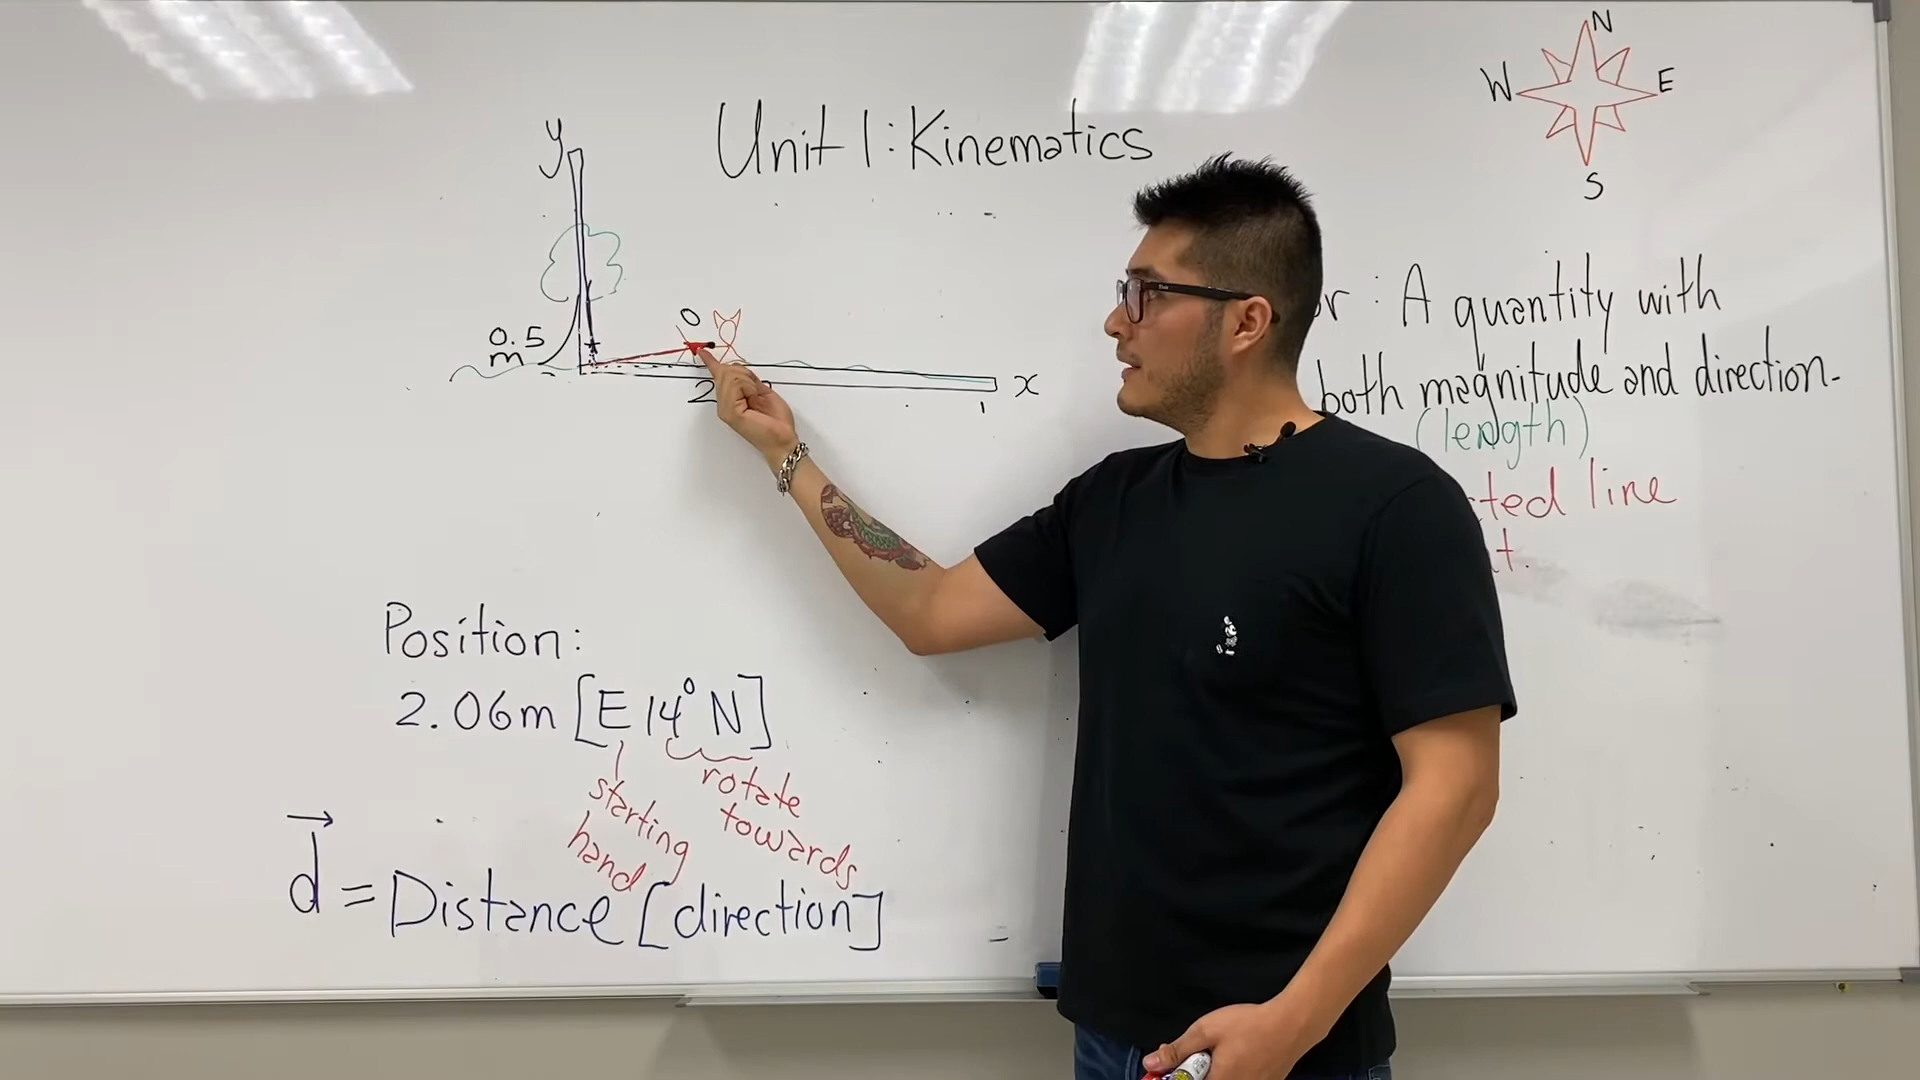 Unit 1: Kinematics
N
W E
S
y
0.5
m
x
2
: A quantity with
both magnitude and direction.
(length)
line
Position:
2.06m [E 14° N]
starting
hand
rotate
towards
d⃗ = Distance [direction]